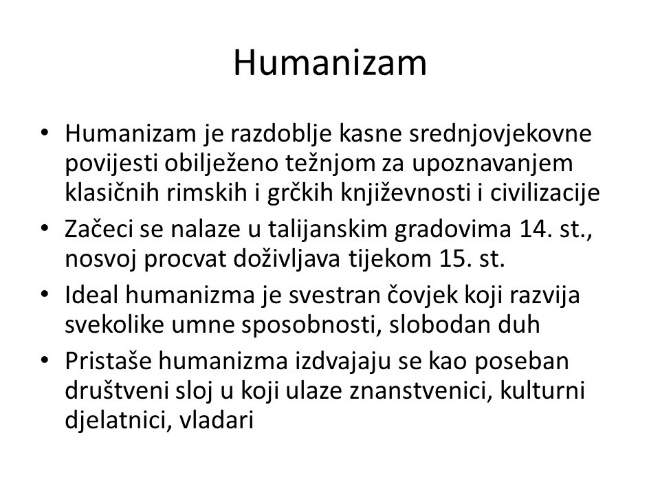 Humanizam
• Humanizam je razdoblje kasne srednjovjekovne
povijesti obilježeno težnjom za upoznavanjem
klasičnih rimskih i grčkih književnosti i civilizacije
• Začeci se nalaze u talijanskim gradovima 14. st.,
nosvoj procvat doživljava tijekom 15. st.
• Ideal humanizma je svestran čovjek koji razvija
svekolike umne sposobnosti, slobodan duh
• Pristaše humanizma izdvajaju se kao poseban
društveni sloj u koji ulaze znanstvenici, kulturni
djelatnici, vladari